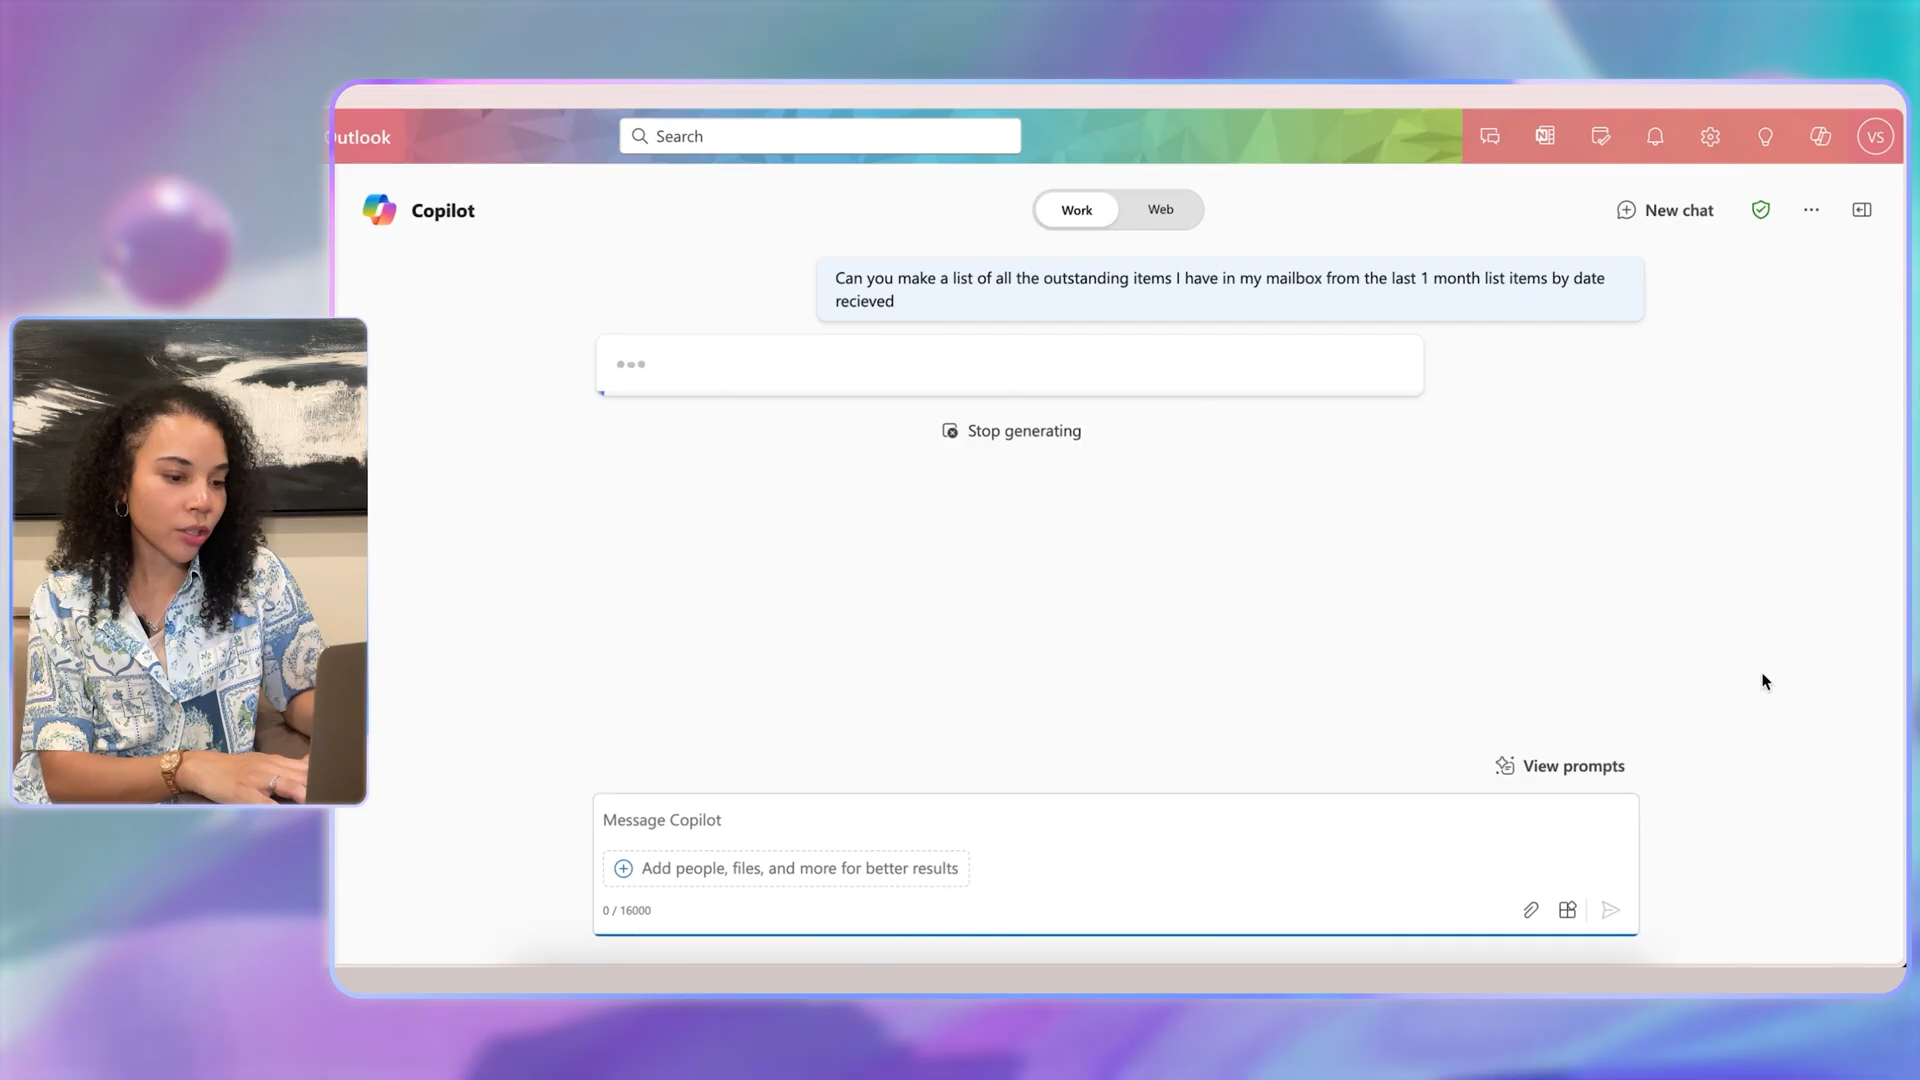 Outlook
Search
VS
Copilot
Work
Web
New chat
Can you make a list of all the outstanding items I have in my mailbox from the last 1 month list items by date
recieved
Stop generating
View prompts
Message Copilot
Add people, files, and more for better results
0 / 16000